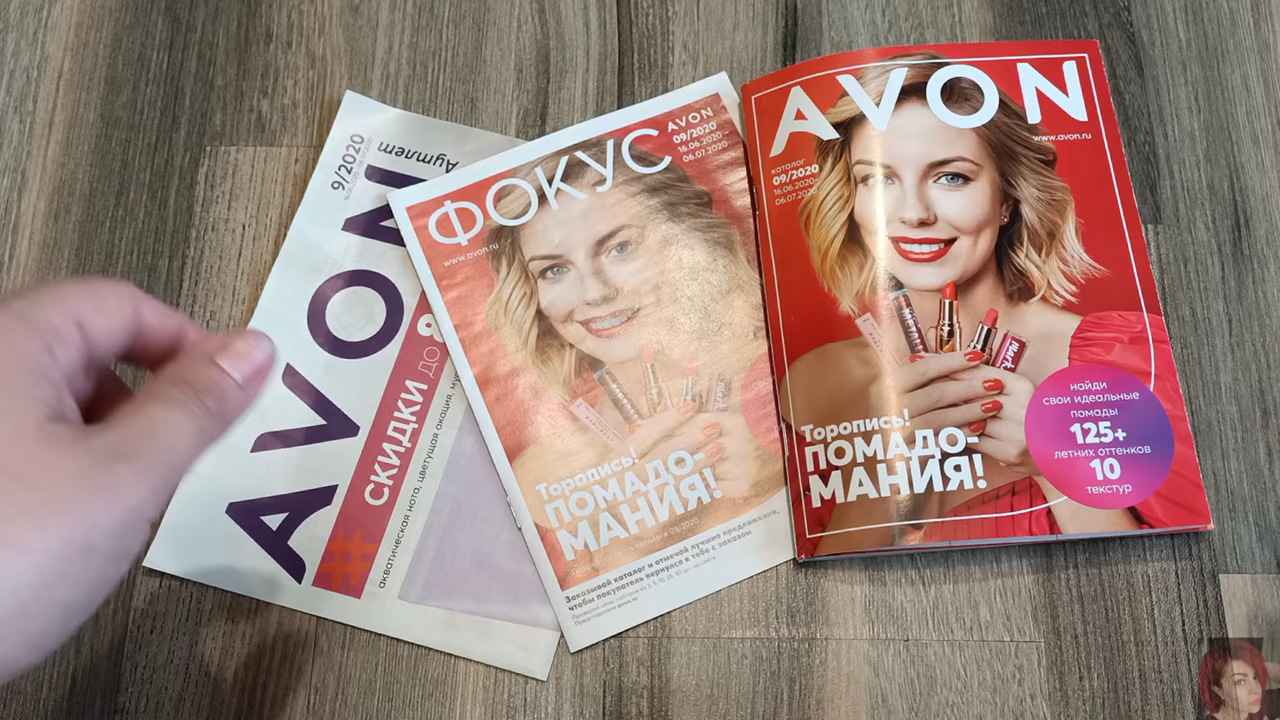 9/2020
Аутлет
AVON
СКИДКИ ДО 8
акватическая нота, цветущая акация, му
ФОКУС
AVON
09/2020
16.06.2020-
06.07.2020
www.avon.ru
Торопись!
ПОМАДО-
МАНИЯ!
Заказывай каталог и отмечай лучшие предложения,
чтобы покупатель вернулся к тебе с заказом
AVON
www.avon.ru
каталог
09/2020
16.06.2020-
06.07.2020
Торопись!
ПОМАДО-
МАНИЯ!
найди
свои идеальные
помады
125+
летних оттенков
10
текстур